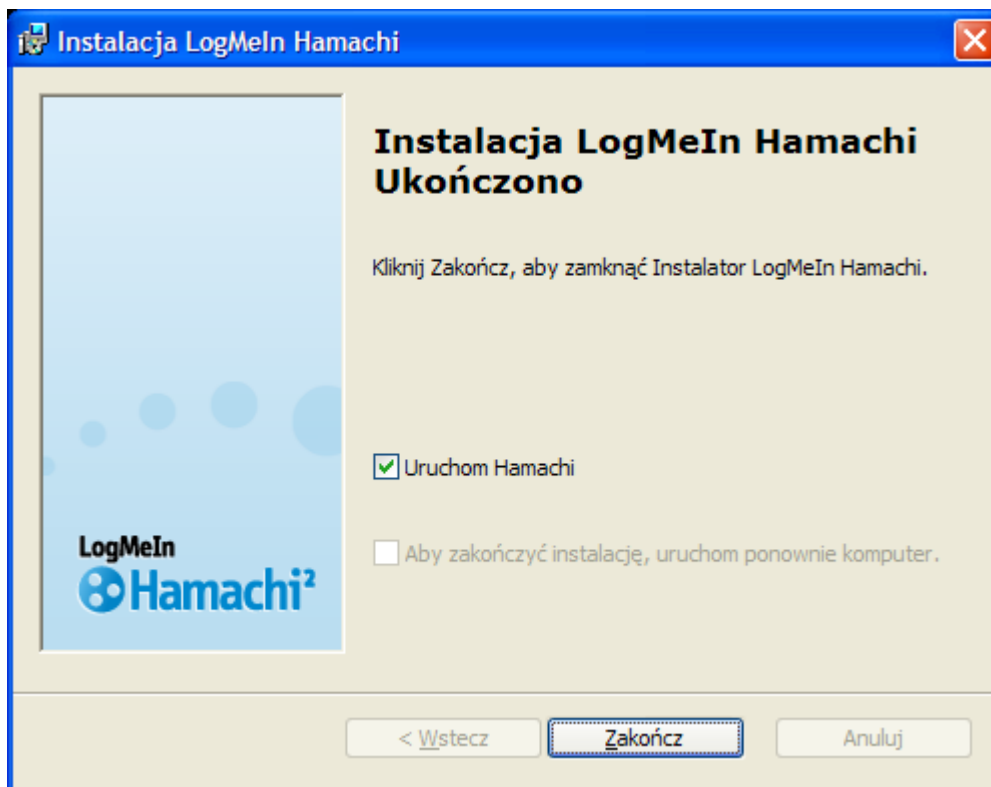 Instalacja LogMeIn Hamachi
Instalacja LogMeIn Hamachi
Ukończono
Kliknij Zakończ, aby zamknąć Instalator LogMeIn Hamachi.
Uruchom Hamachi
Aby zakończyć instalację, uruchom ponownie komputer.
LogMeIn
Hamachi²
< Wstecz
Zakończ
Anuluj